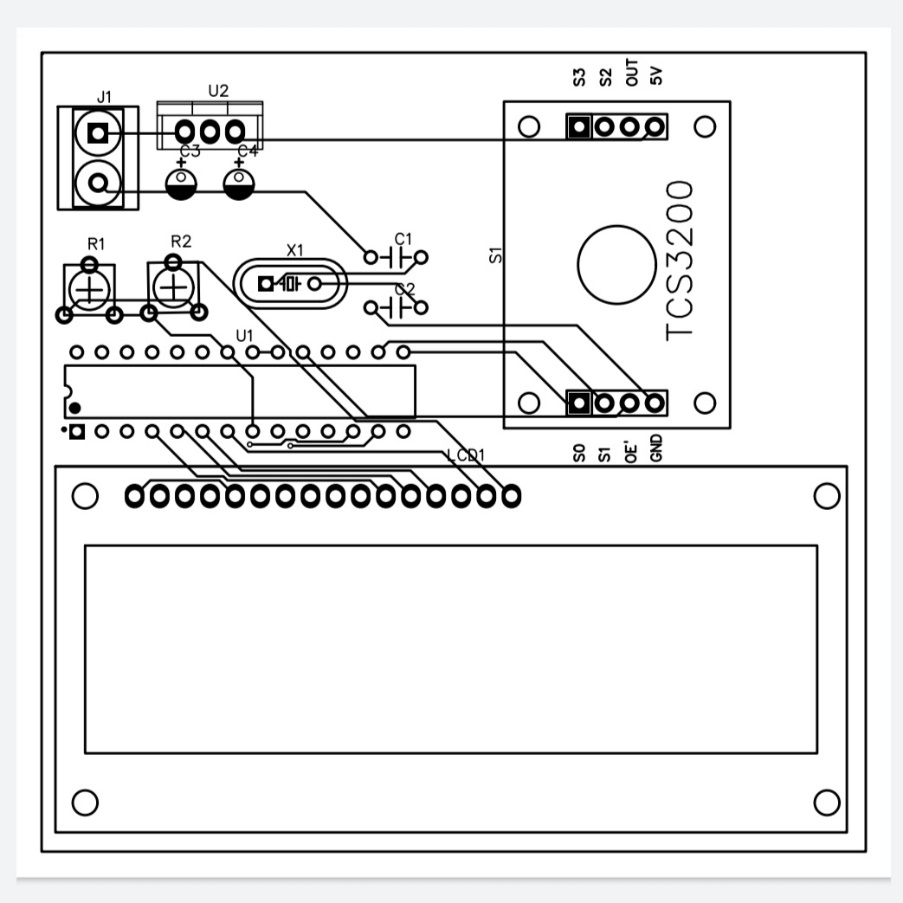 S3 S2 OUT 5V
J1
U2
C3
C4
TCS3200
S1
R1
R2
X1
C1
C2
U1
S0 S1 OE' GND
LCD1